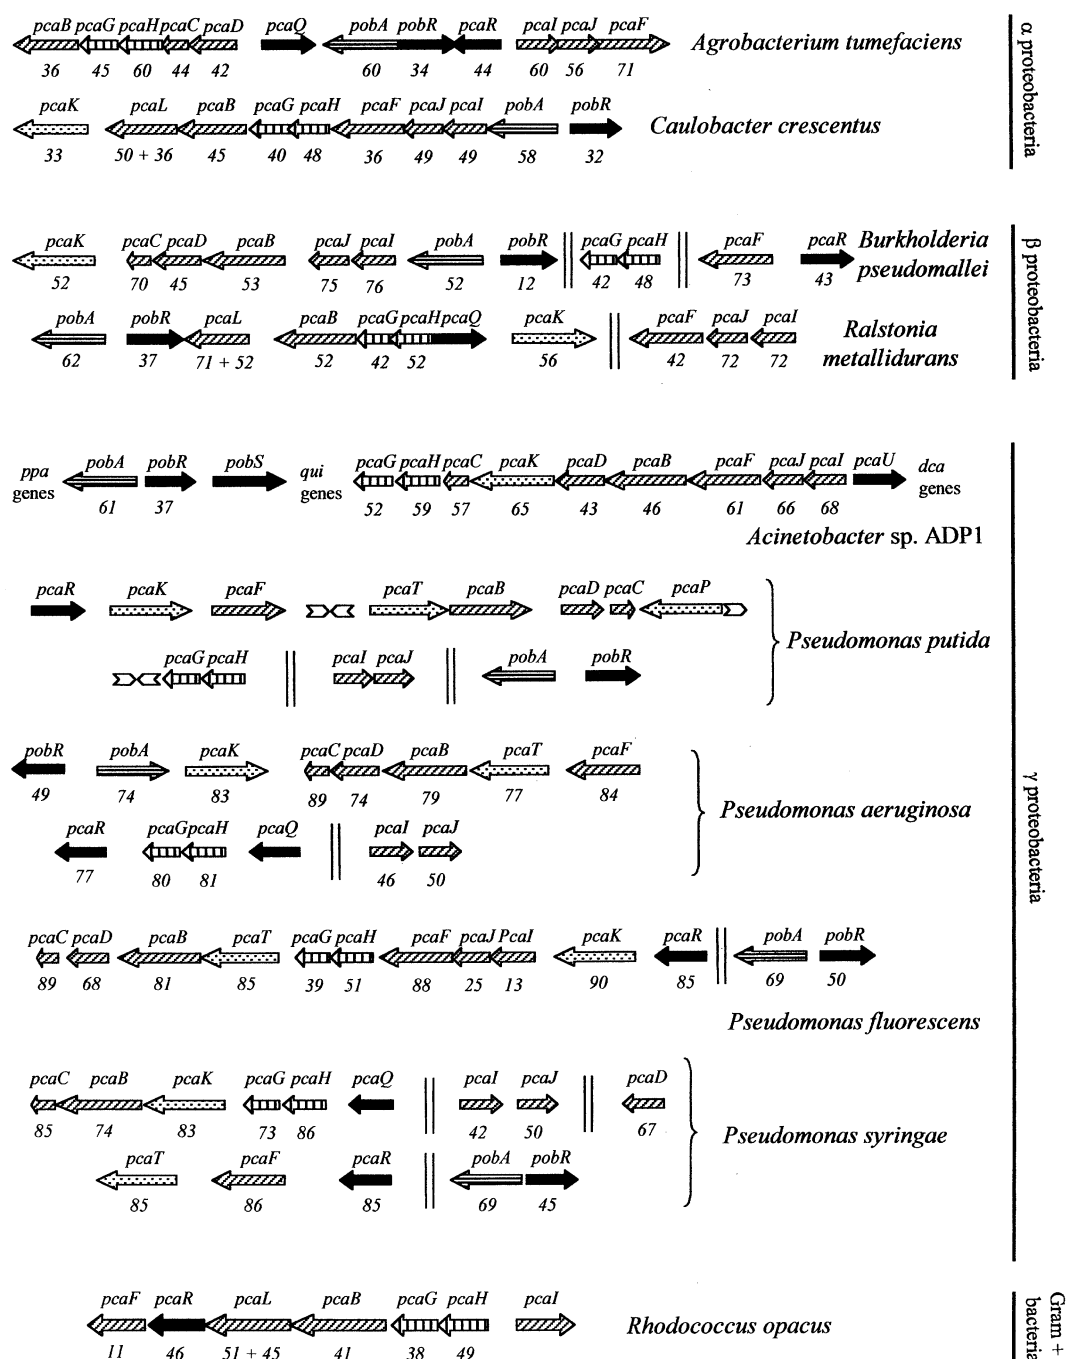 pcaB pcaG pcaH pcaC pcaD pcaQ pobA pobR pcaR pcaI pcaJ pcaF
Agrobacterium tumefaciens
36 45 60 44 42 60 34 44 60 56 71
pcaK pcaL pcaB pcaG pcaH pcaF pcaJ pcaI pobA pobR
Caulobacter crescentus
33 50 + 36 45 40 48 36 49 49 58 32
α proteobacteria
pcaK pcaC pcaD pcaB pcaJ pcaI pobA pobR pcaG pcaH pcaF pcaR
Burkholderia
pseudomallei
52 70 45 53 75 76 52 12 42 48 73 43
pobA pobR pcaL pcaB pcaG pcaH pcaQ pcaK pcaF pcaJ pcaI
Ralstonia
metallidurans
62 37 71 + 52 52 42 52 56 42 72 72
β proteobacteria
ppa
genes
pobA pobR pobS
qui
genes
pcaG pcaH pcaC pcaK pcaD pcaB pcaF pcaJ pcaI pcaU
dca
genes
61 37 52 59 57 65 43 46 61 66 68
Acinetobacter sp. ADP1
pcaR pcaK pcaF pcaT pcaB pcaD pcaC pcaP
Pseudomonas putida
pcaG pcaH pcaI pcaJ pobA pobR
pobR pobA pcaK pcaC pcaD pcaB pcaT pcaF
49 74 83 89 74 79 77 84
Pseudomonas aeruginosa
pcaR pcaG pcaH pcaQ pcaI pcaJ
77 80 81 46 50
γ proteobacteria
pcaC pcaD pcaB pcaT pcaG pcaH pcaF pcaJ PcaI pcaK pcaR pobA pobR
89 68 81 85 39 51 88 25 13 90 85 69 50
Pseudomonas fluorescens
pcaC pcaB pcaK pcaG pcaH pcaQ pcaI pcaJ pcaD
85 74 83 73 86 42 50 67
Pseudomonas syringae
pcaT pcaF pcaR pobA pobR
85 86 85 69 45
pcaF pcaR pcaL pcaB pcaG pcaH pcaI
Rhodococcus opacus
11 46 51 + 45 41 38 49
Gram +
bacteria